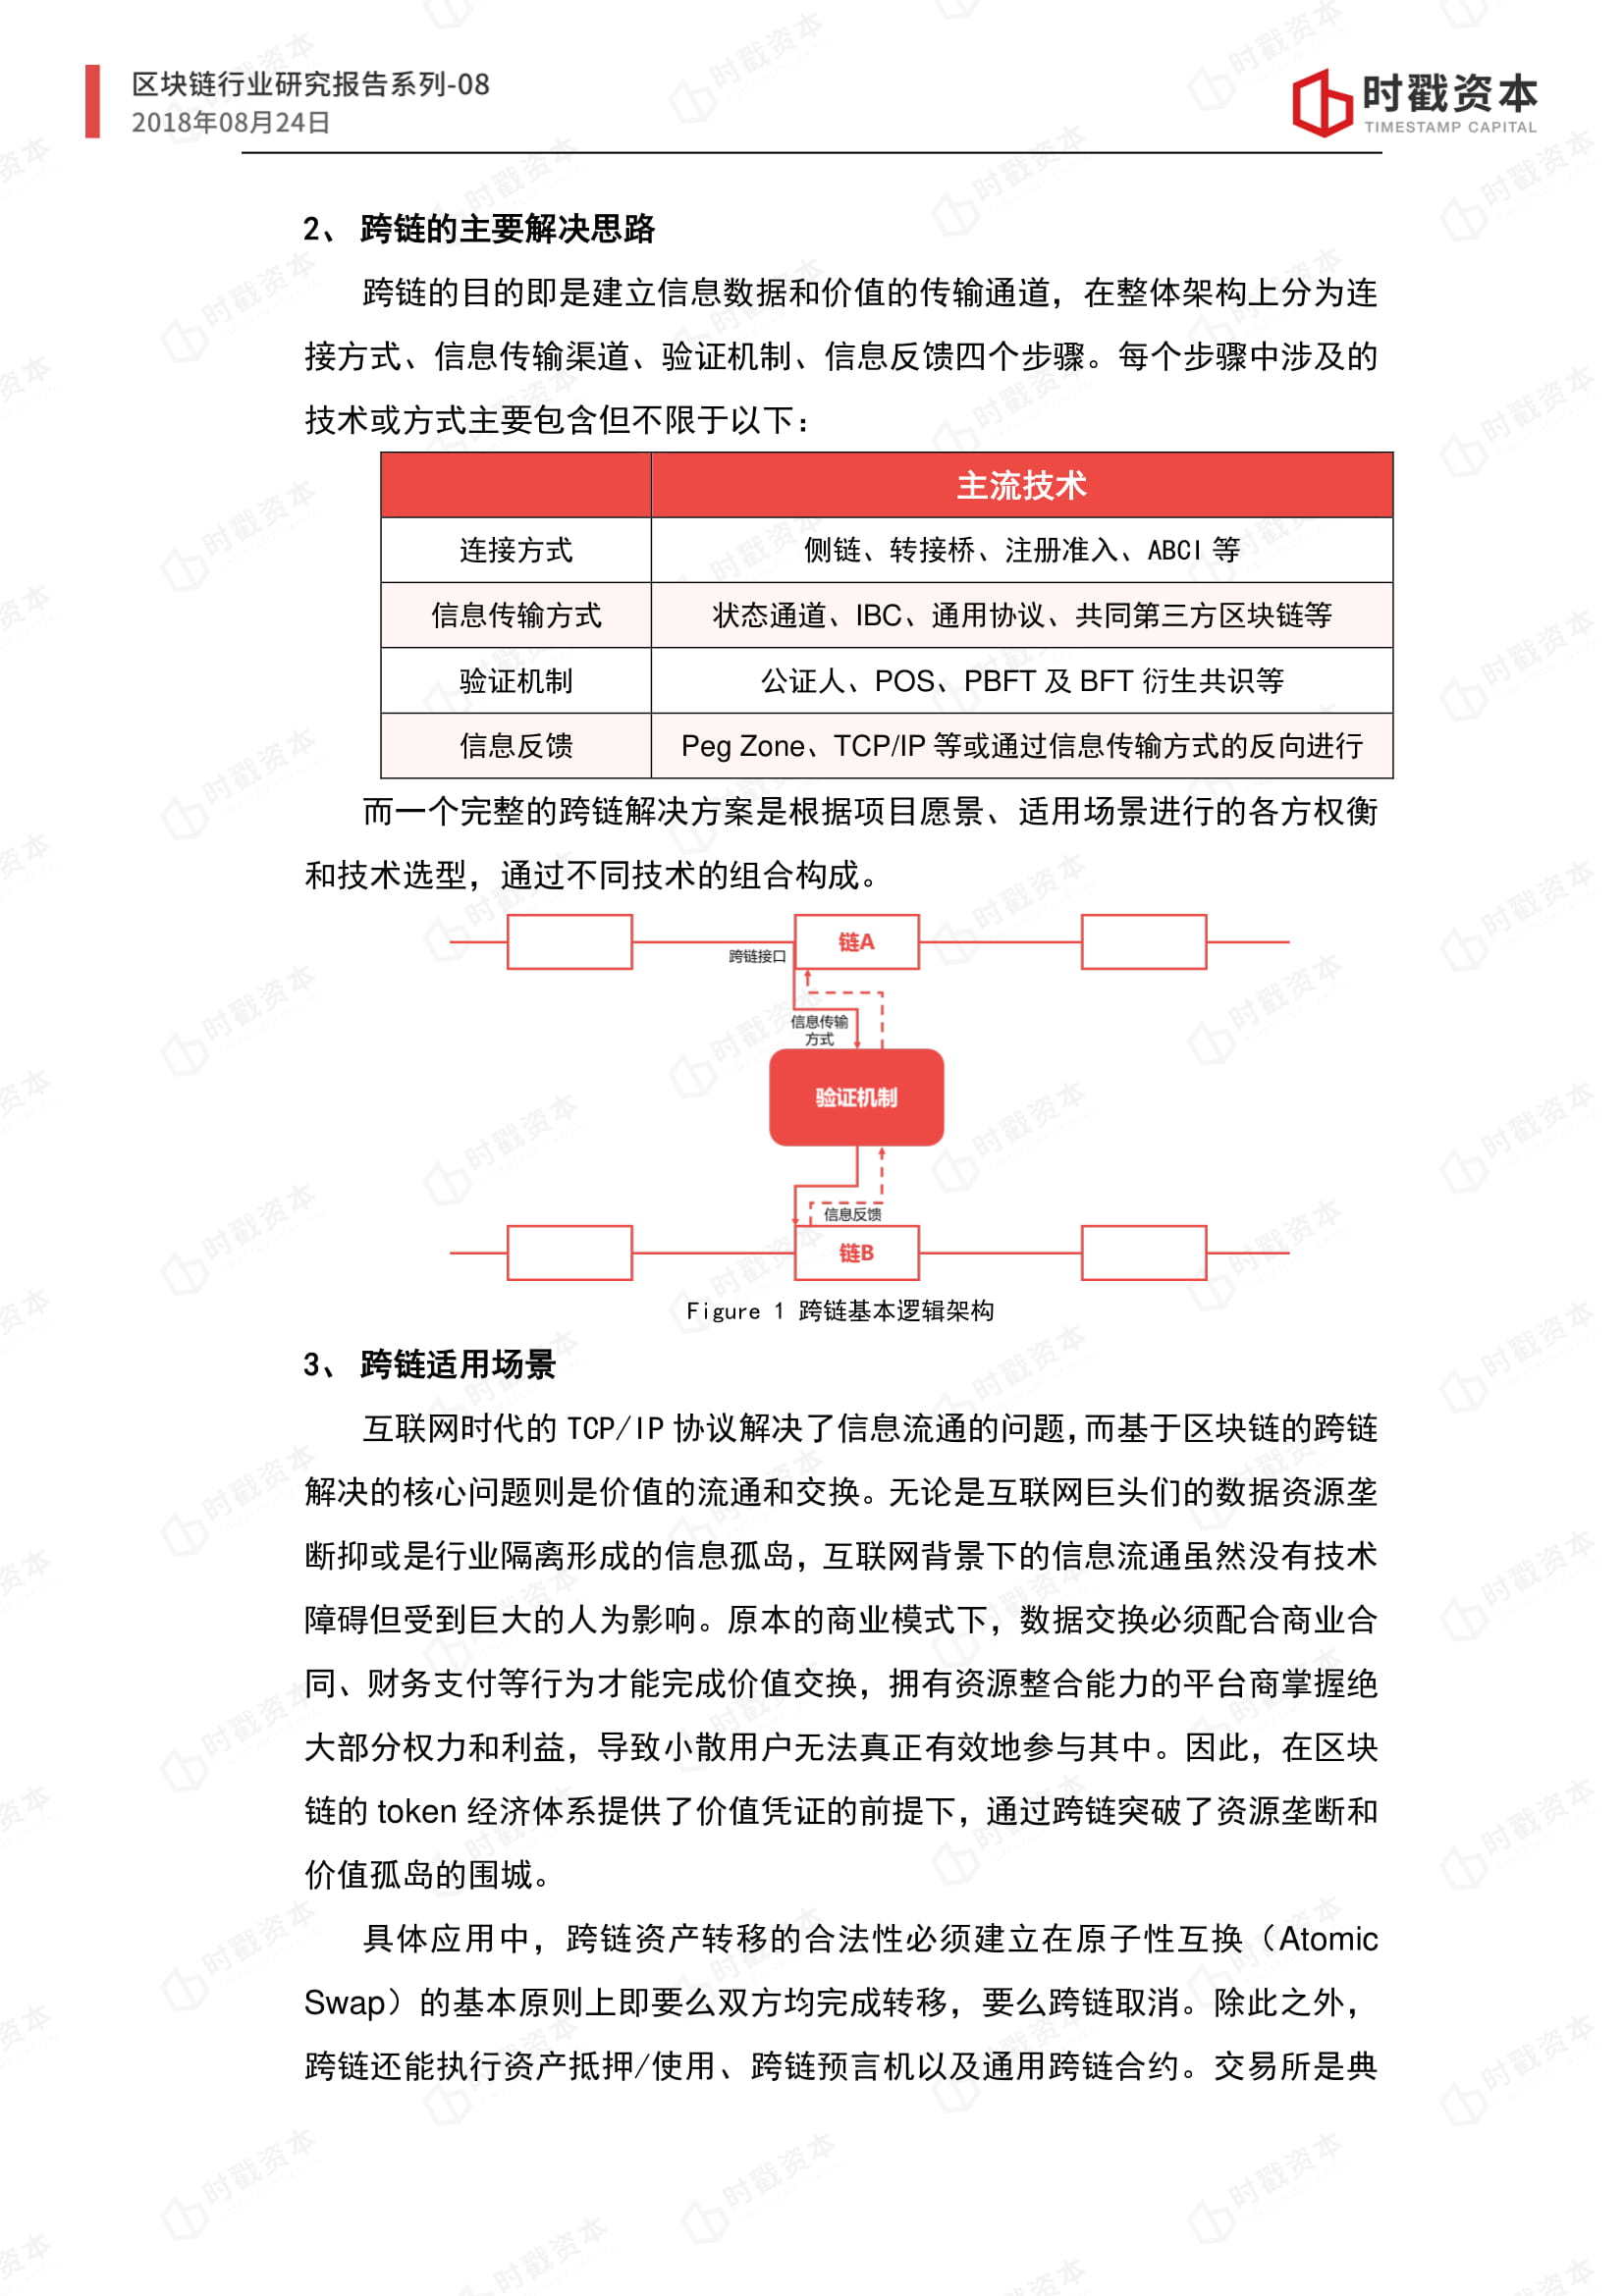 区块链行业研究报告系列-08
2018年08月24日
时戳资本
TIMESTAMP CAPITAL
2、 跨链的主要解决思路
跨链的目的即是建立信息数据和价值的传输通道，在整体架构上分为连
接方式、信息传输渠道、验证机制、信息反馈四个步骤。每个步骤中涉及的
技术或方式主要包含但不限于以下：
主流技术
连接方式 侧链、转接桥、注册准入、ABCI 等
信息传输方式 状态通道、IBC、通用协议、共同第三方区块链等
验证机制 公证人、POS、PBFT 及 BFT 衍生共识等
信息反馈 Peg Zone、TCP/IP 等或通过信息传输方式的反向进行
而一个完整的跨链解决方案是根据项目愿景、适用场景进行的各方权衡
和技术选型，通过不同技术的组合构成。
链A
跨链接口
信息传输
方式
验证机制
信息反馈
链B
Figure 1 跨链基本逻辑架构
3、 跨链适用场景
互联网时代的 TCP/IP 协议解决了信息流通的问题，而基于区块链的跨链
解决的核心问题则是价值的流通和交换。无论是互联网巨头们的数据资源垄
断抑或是行业隔离形成的信息孤岛，互联网背景下的信息流通虽然没有技术
障碍但受到巨大的人为影响。原本的商业模式下，数据交换必须配合商业合
同、财务支付等行为才能完成价值交换，拥有资源整合能力的平台商掌握绝
大部分权力和利益，导致小散用户无法真正有效地参与其中。因此，在区块
链的 token 经济体系提供了价值凭证的前提下，通过跨链突破了资源垄断和
价值孤岛的围城。
具体应用中，跨链资产转移的合法性必须建立在原子性互换（Atomic
Swap）的基本原则上即要么双方均完成转移，要么跨链取消。除此之外，
跨链还能执行资产抵押/使用、跨链预言机以及通用跨链合约。交易所是典